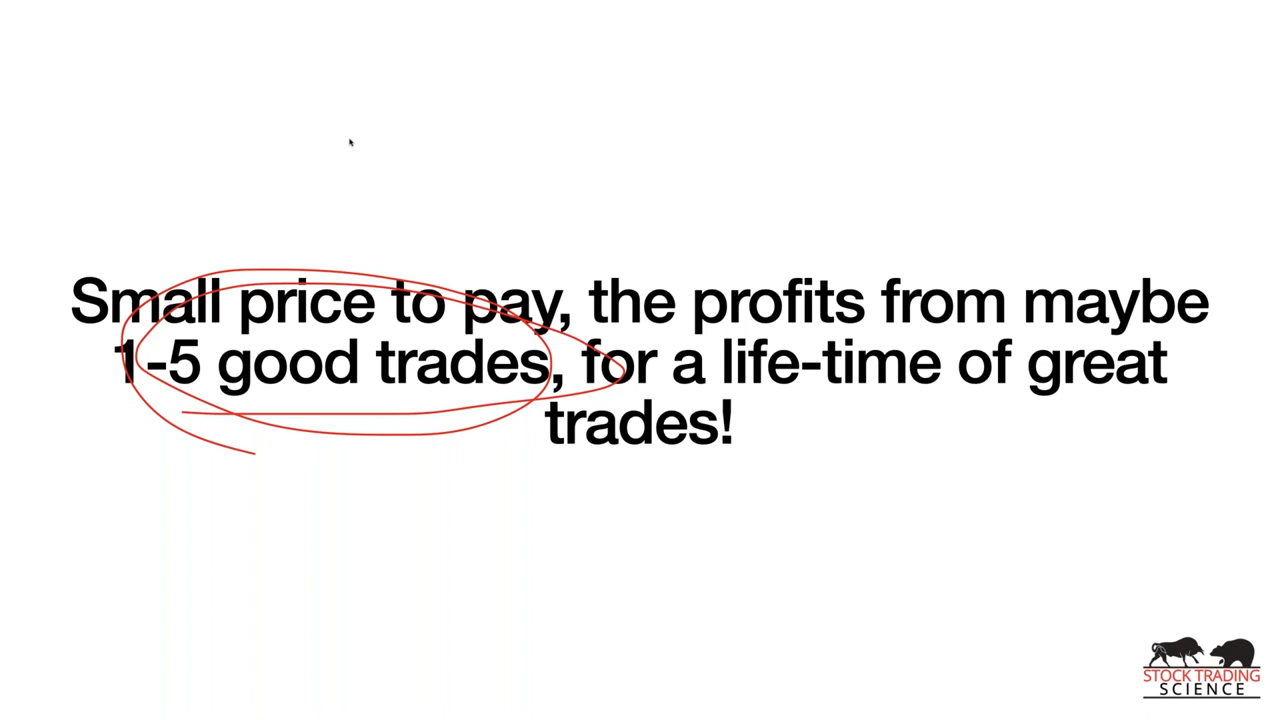 Small price to pay, the profits from maybe
1-5 good trades, for a life-time of great
trades!
STOCK TRADING
SCIENCE